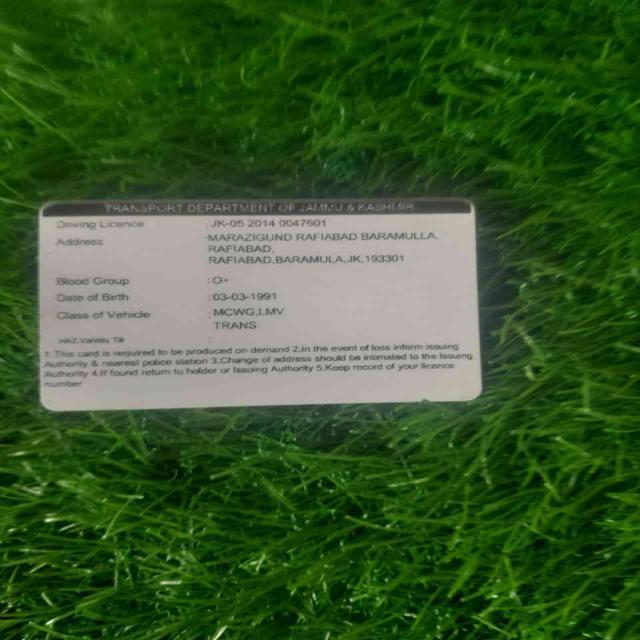 TRANSPORT DEPARTMENT OF JAMMU & KASHMIR
Driving Licence : JK-05 2014 0047601
Address : MARAZIGUND RAFIABAD BARAMULLA,
RAFIABAD,
RAFIABAD,BARAMULA,JK,193301
Blood Group : O+
Date of Birth : 03-03-1991
Class of Vehicle : MCWG,LMV
TRANS
HAZ.Validity Till :
1.This card is required to be produced on demand 2.In the event of loss inform issuing
Authority & nearest police station 3.Change of address should be intimated to the Issuing
Authority 4.If found return to holder or Issuing Authority 5.Keep record of your licence
number